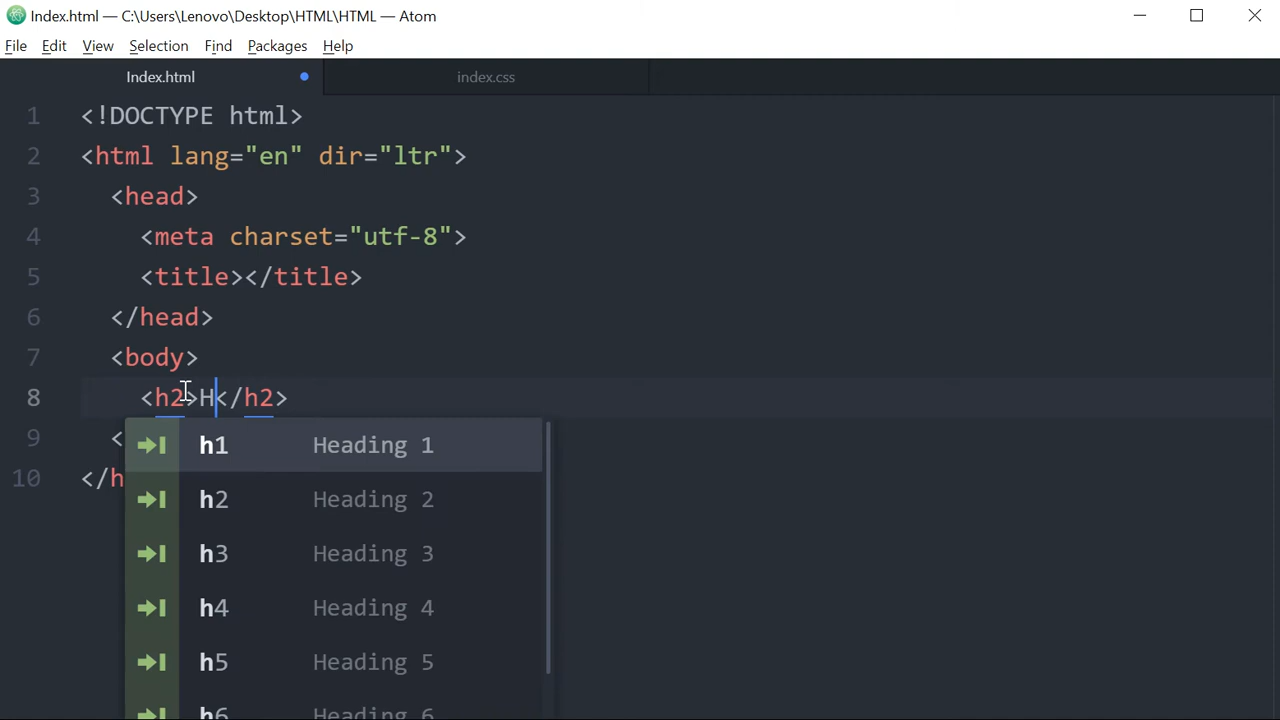 Index.html — C:\Users\Lenovo\Desktop\HTML\HTML — Atom
File Edit View Selection Find Packages Help
Index.html index.css
1 <!DOCTYPE html>
2 <html lang="en" dir="ltr">
3 <head>
4 <meta charset="utf-8">
5 <title></title>
6 </head>
7 <body>
8 <h2>H</h2>
9 <
10 </h
h1 Heading 1
h2 Heading 2
h3 Heading 3
h4 Heading 4
h5 Heading 5
h6 Heading 6